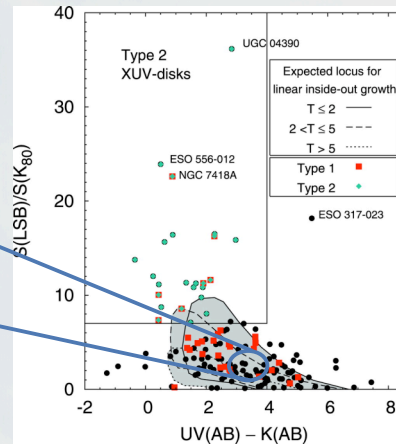 40
30
20
10
0
S(LSB)/S(K80)
Type 2
XUV-disks
UGC 04390
ESO 556-012
NGC 7418A
ESO 317-023
Expected locus for
linear inside-out growth
T ≤ 2
2 <T ≤ 5
T > 5
Type 1
Type 2
-2
0
2
4
6
8
UV(AB) − K(AB)